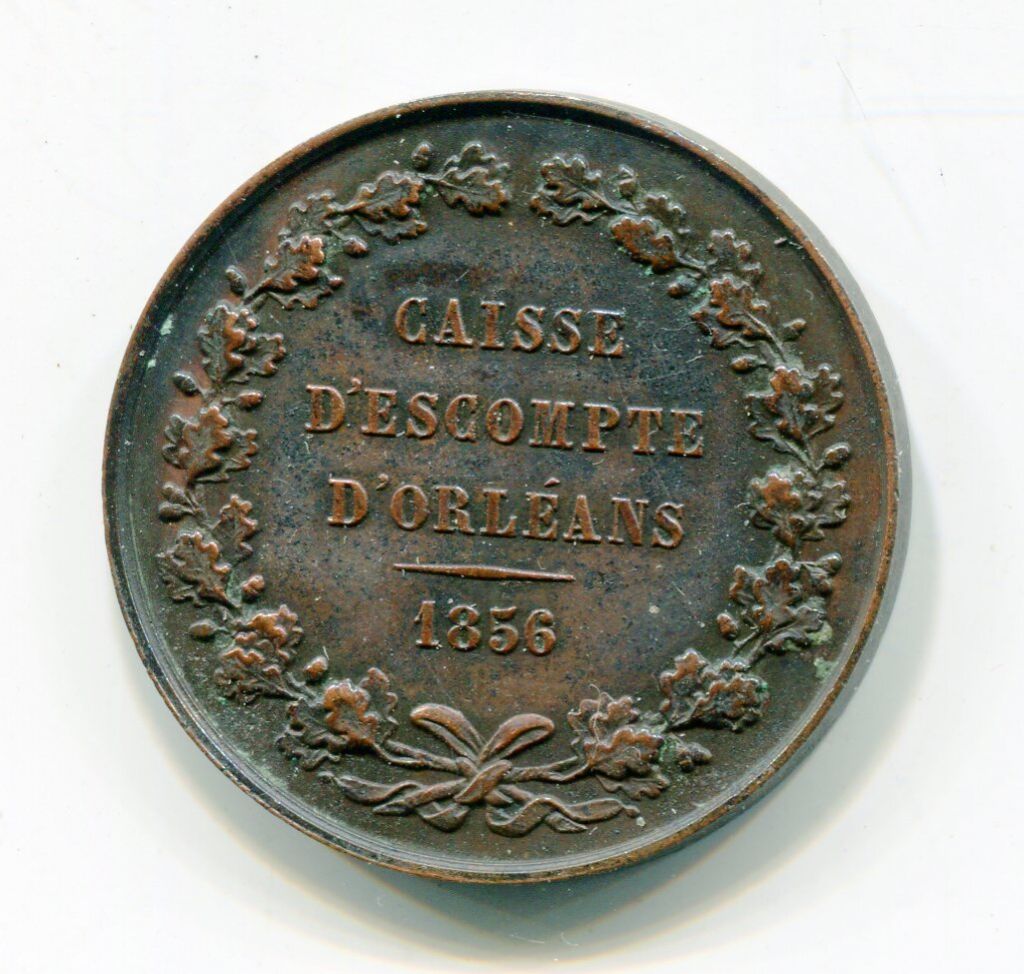 CAISSE
D'ESCOMPTE
D'ORLÉANS
1856